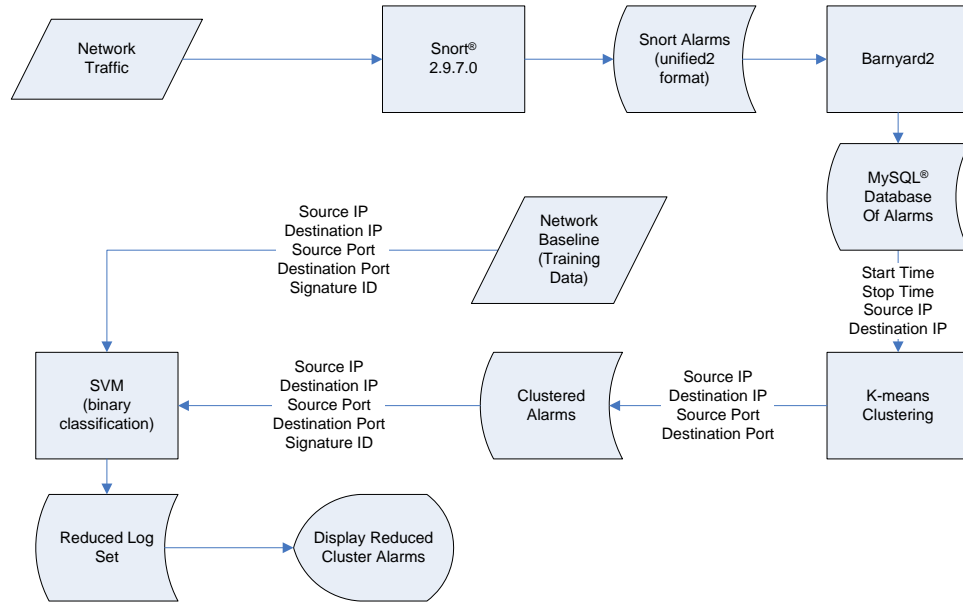 Network
Traffic
Snort®
2.9.7.0
Snort Alarms
(unified2
format)
Barnyard2
MySQL®
Database
Of Alarms
Source IP
Destination IP
Source Port
Destination Port
Signature ID
Network
Baseline
(Training
Data)
Start Time
Stop Time
Source IP
Destination IP
SVM
(binary
classification)
Source IP
Destination IP
Source Port
Destination Port
Signature ID
Clustered
Alarms
Source IP
Destination IP
Source Port
Destination Port
K-means
Clustering
Reduced Log
Set
Display Reduced
Cluster Alarms